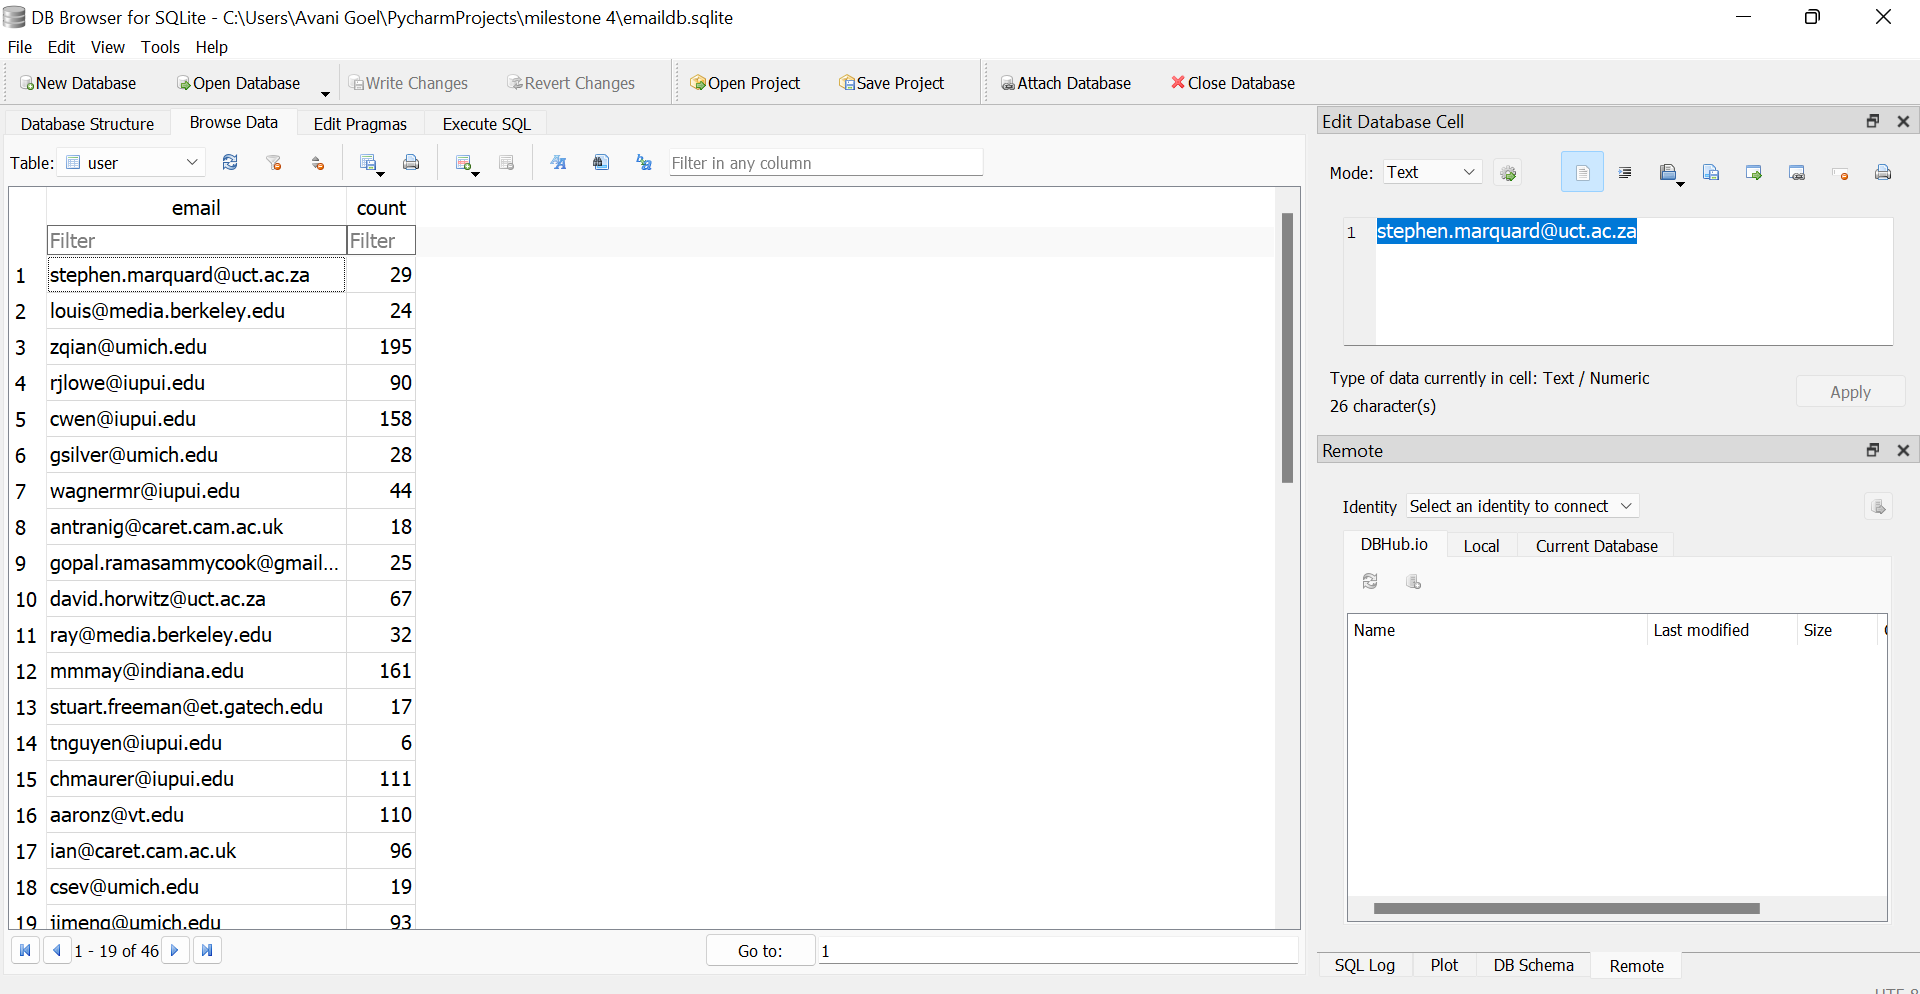 DB Browser for SQLite - C:\Users\Avani Goel\PycharmProjects\milestone 4\emaildb.sqlite
File Edit View Tools Help
New Database Open Database Write Changes Revert Changes Open Project Save Project Attach Database Close Database
Database Structure Browse Data Edit Pragmas Execute SQL
Table: user Filter in any column
email count
Filter Filter
1 stephen.marquard@uct.ac.za 29
2 louis@media.berkeley.edu 24
3 zqian@umich.edu 195
4 rjlowe@iupui.edu 90
5 cwen@iupui.edu 158
6 gsilver@umich.edu 28
7 wagnermr@iupui.edu 44
8 antranig@caret.cam.ac.uk 18
9 gopal.ramasammycook@gmail... 25
10 david.horwitz@uct.ac.za 67
11 ray@media.berkeley.edu 32
12 mmmay@indiana.edu 161
13 stuart.freeman@et.gatech.edu 17
14 tnguyen@iupui.edu 6
15 chmaurer@iupui.edu 111
16 aaronz@vt.edu 110
17 ian@caret.cam.ac.uk 96
18 csev@umich.edu 19
19 jimeng@umich.edu 93
1 - 19 of 46 Go to: 1
Edit Database Cell
Mode: Text
1 stephen.marquard@uct.ac.za
Type of data currently in cell: Text / Numeric
26 character(s)
Apply
Remote
Identity Select an identity to connect
DBHub.io Local Current Database
Name Last modified Size
SQL Log Plot DB Schema Remote